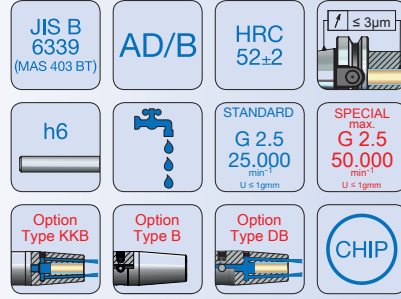 JIS B
6339
(MAS 403 BT)
AD/B
HRC
52±2
↗ ≤ 3µm
h6
STANDARD
G 2.5
25.000
min⁻¹
U ≤ 1gmm
SPECIAL
max.
G 2.5
50.000
min⁻¹
U ≤ 1gmm
Option
Type KKB
Option
Type B
Option
Type DB
CHIP